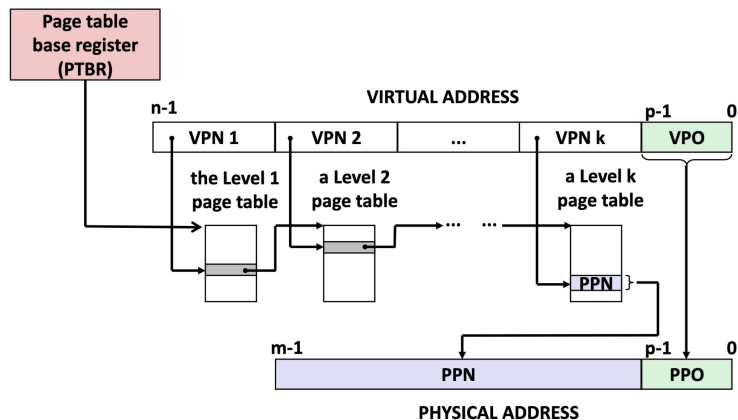 Page table
base register
(PTBR)
VIRTUAL ADDRESS
n-1
p-1
0
VPN 1
VPN 2
...
VPN k
VPO
the Level 1
page table
a Level 2
page table
a Level k
page table
...
...
PPN
m-1
p-1
0
PPN
PPO
PHYSICAL ADDRESS